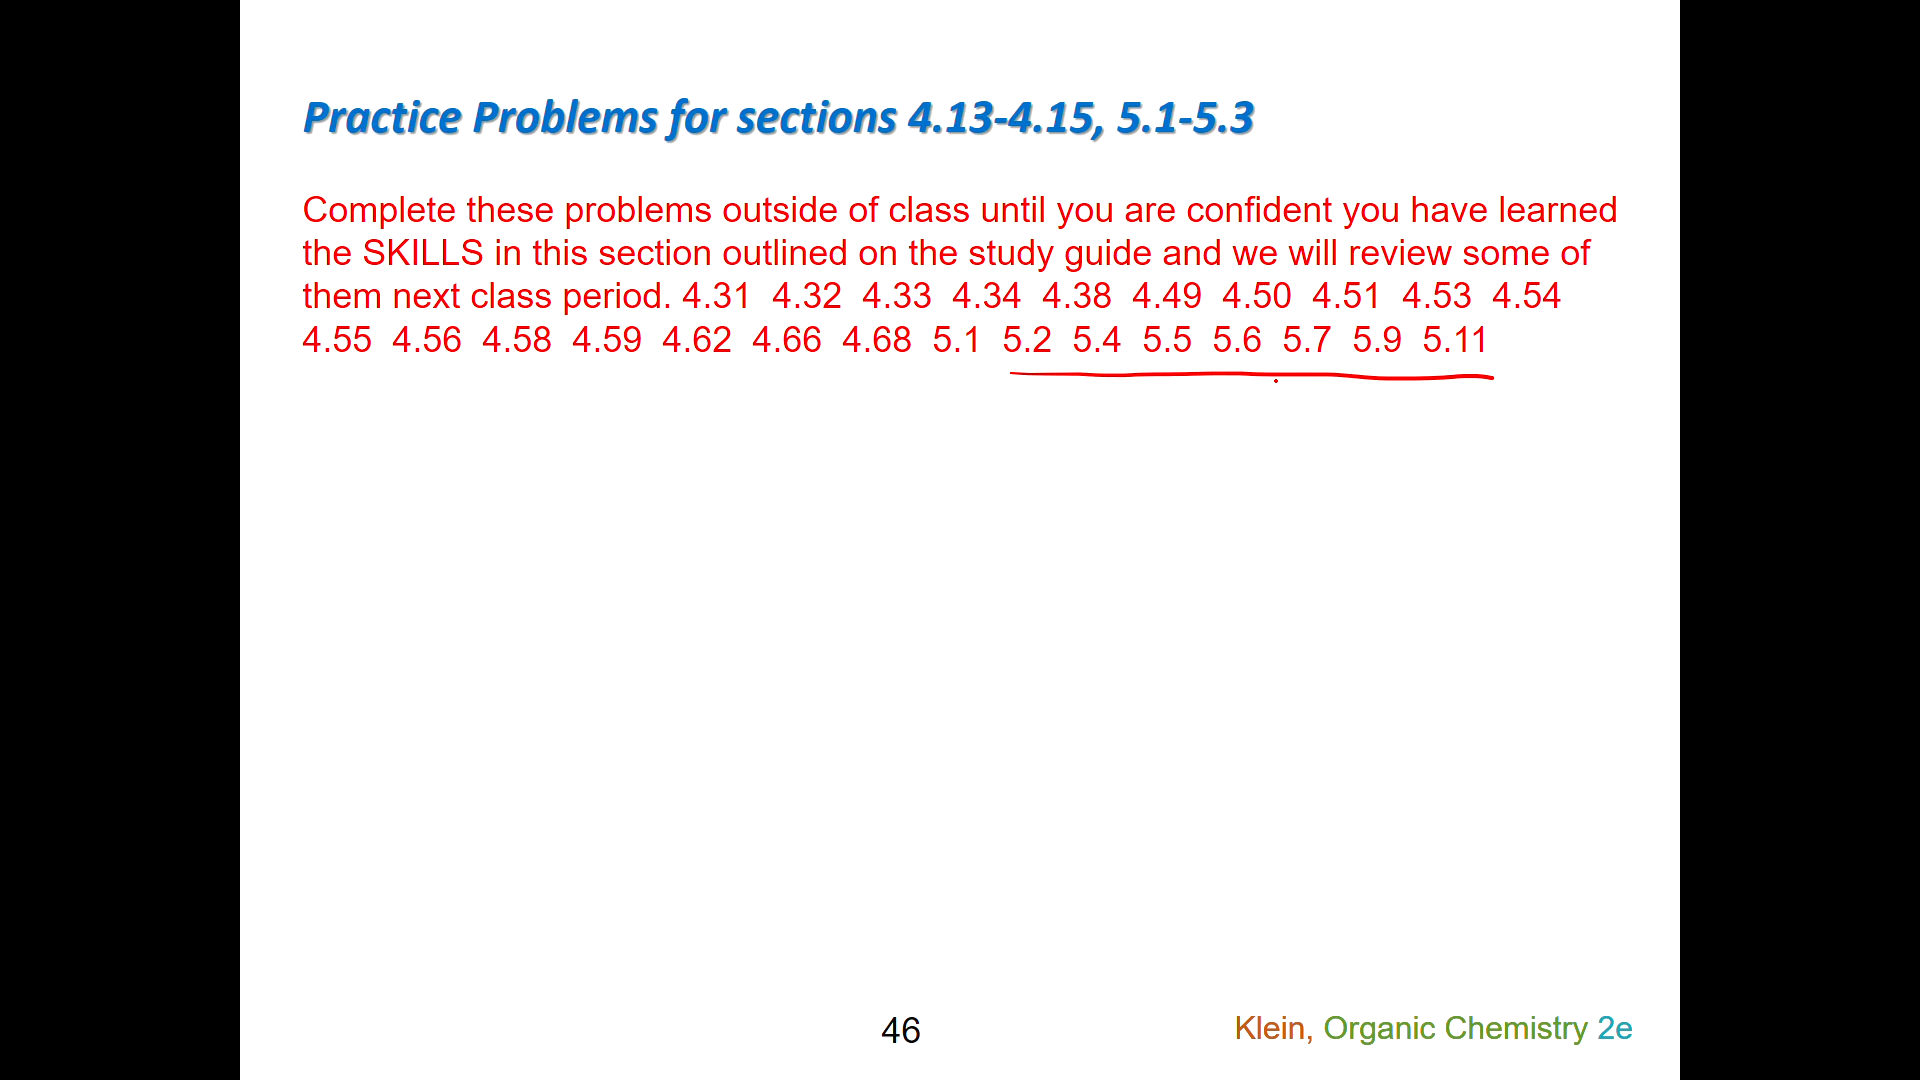 Practice Problems for sections 4.13-4.15, 5.1-5.3
Complete these problems outside of class until you are confident you have learned
the SKILLS in this section outlined on the study guide and we will review some of
them next class period. 4.31  4.32  4.33  4.34  4.38  4.49  4.50  4.51  4.53  4.54
4.55  4.56  4.58  4.59  4.62  4.66  4.68  5.1  5.2  5.4  5.5  5.6  5.7  5.9  5.11
46
Klein, Organic Chemistry 2e